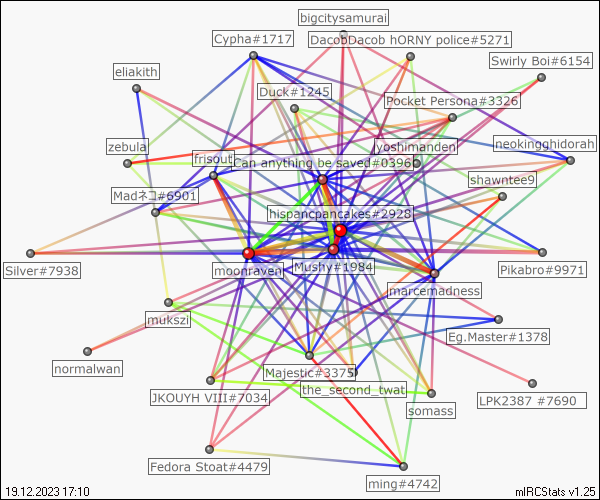 bigcitysamurai
Cypha#1717
DacobDacob hORNY police#5271
Swirly Boi#6154
eliakith
Duck#1245
Pocket Persona#3326
zebula
frisout
Can anything be saved#0396
yoshimanden
neokingghidorah
shawntee9
Madネコ#6901
hispanicpancakes#2928
Silver#7938
moonraven
Mushy#1984
Pikabro#9971
marcemadness
mukszi
Eg.Master#1378
normalwan
Majestic#3375
JKOUYH VIII#7034
the_second_twat
somass
LPK2387 #7690
Fedora Stoat#4479
ming#4742
19.12.2023 17:10
mIRCStats v1.25